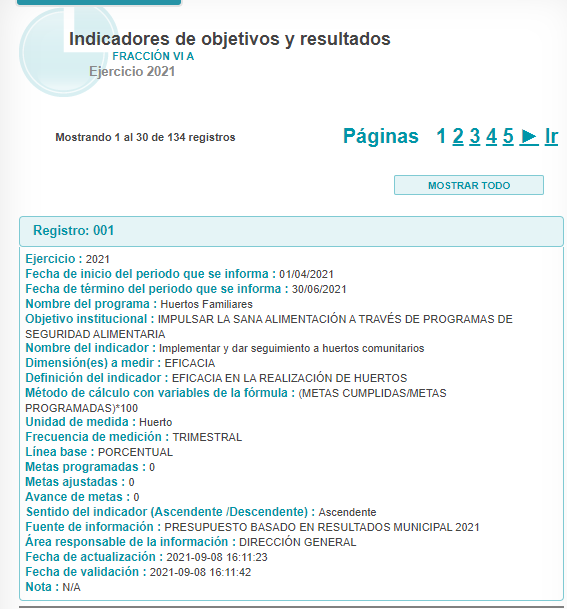 Indicadores de objetivos y resultados
FRACCIÓN VI A
Ejercicio 2021
Mostrando 1 al 30 de 134 registros
Páginas 1 2 3 4 5 ► Ir
MOSTRAR TODO
Registro: 001
Ejercicio : 2021
Fecha de inicio del periodo que se informa : 01/04/2021
Fecha de término del periodo que se informa : 30/06/2021
Nombre del programa : Huertos Familiares
Objetivo institucional : IMPULSAR LA SANA ALIMENTACIÓN A TRAVÉS DE PROGRAMAS DE
SEGURIDAD ALIMENTARIA
Nombre del indicador : Implementar y dar seguimiento a huertos comunitarios
Dimensión(es) a medir : EFICACIA
Definición del indicador : EFICACIA EN LA REALIZACIÓN DE HUERTOS
Método de cálculo con variables de la fórmula : (METAS CUMPLIDAS/METAS
PROGRAMADAS)*100
Unidad de medida : Huerto
Frecuencia de medición : TRIMESTRAL
Línea base : PORCENTUAL
Metas programadas : 0
Metas ajustadas : 0
Avance de metas : 0
Sentido del indicador (Ascendente /Descendente) : Ascendente
Fuente de información : PRESUPUESTO BASADO EN RESULTADOS MUNICIPAL 2021
Área responsable de la información : DIRECCIÓN GENERAL
Fecha de actualización : 2021-09-08 16:11:23
Fecha de validación : 2021-09-08 16:11:42
Nota : N/A